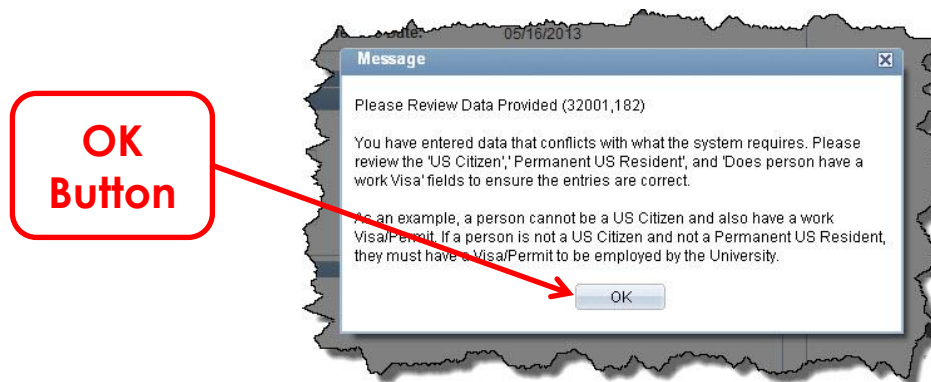 05/16/2013
Message
Please Review Data Provided (32001,182)
You have entered data that conflicts with what the system requires. Please
review the 'US Citizen',' Permanent US Resident', and 'Does person have a
work Visa' fields to ensure the entries are correct.
As an example, a person cannot be a US Citizen and also have a work
Visa/Permit. If a person is not a US Citizen and not a Permanent US Resident,
they must have a Visa/Permit to be employed by the University.
OK
OK
Button